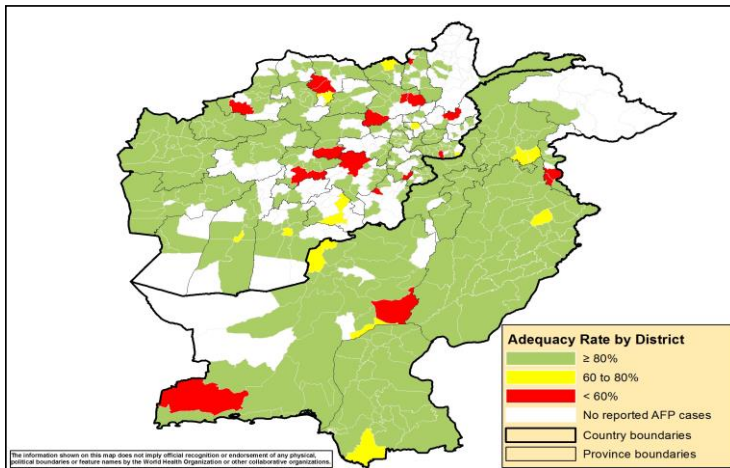 Adequacy Rate by District
≥ 80%
60 to 80%
< 60%
No reported AFP cases
Country boundaries
Province boundaries
The information shown on this map does not imply official recognition or endorsement of any physical,
political boundaries or feature names by the World Health Organization or other collaborative organizations.